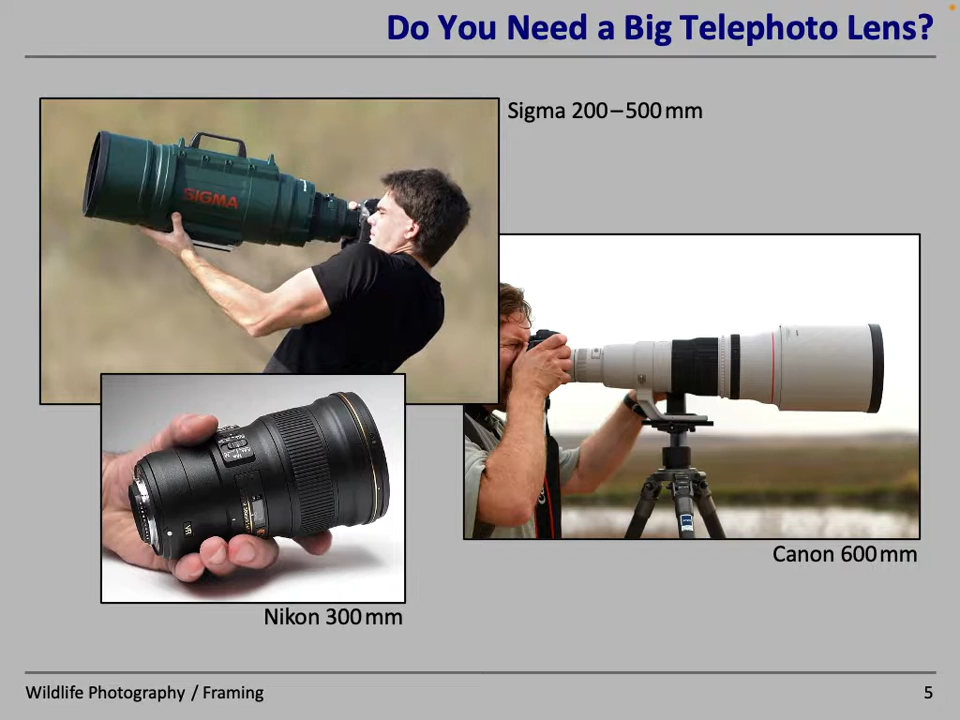 Do You Need a Big Telephoto Lens?
Sigma 200–500 mm
SIGMA
Canon 600 mm
VR
Nikon 300 mm
Wildlife Photography / Framing
5